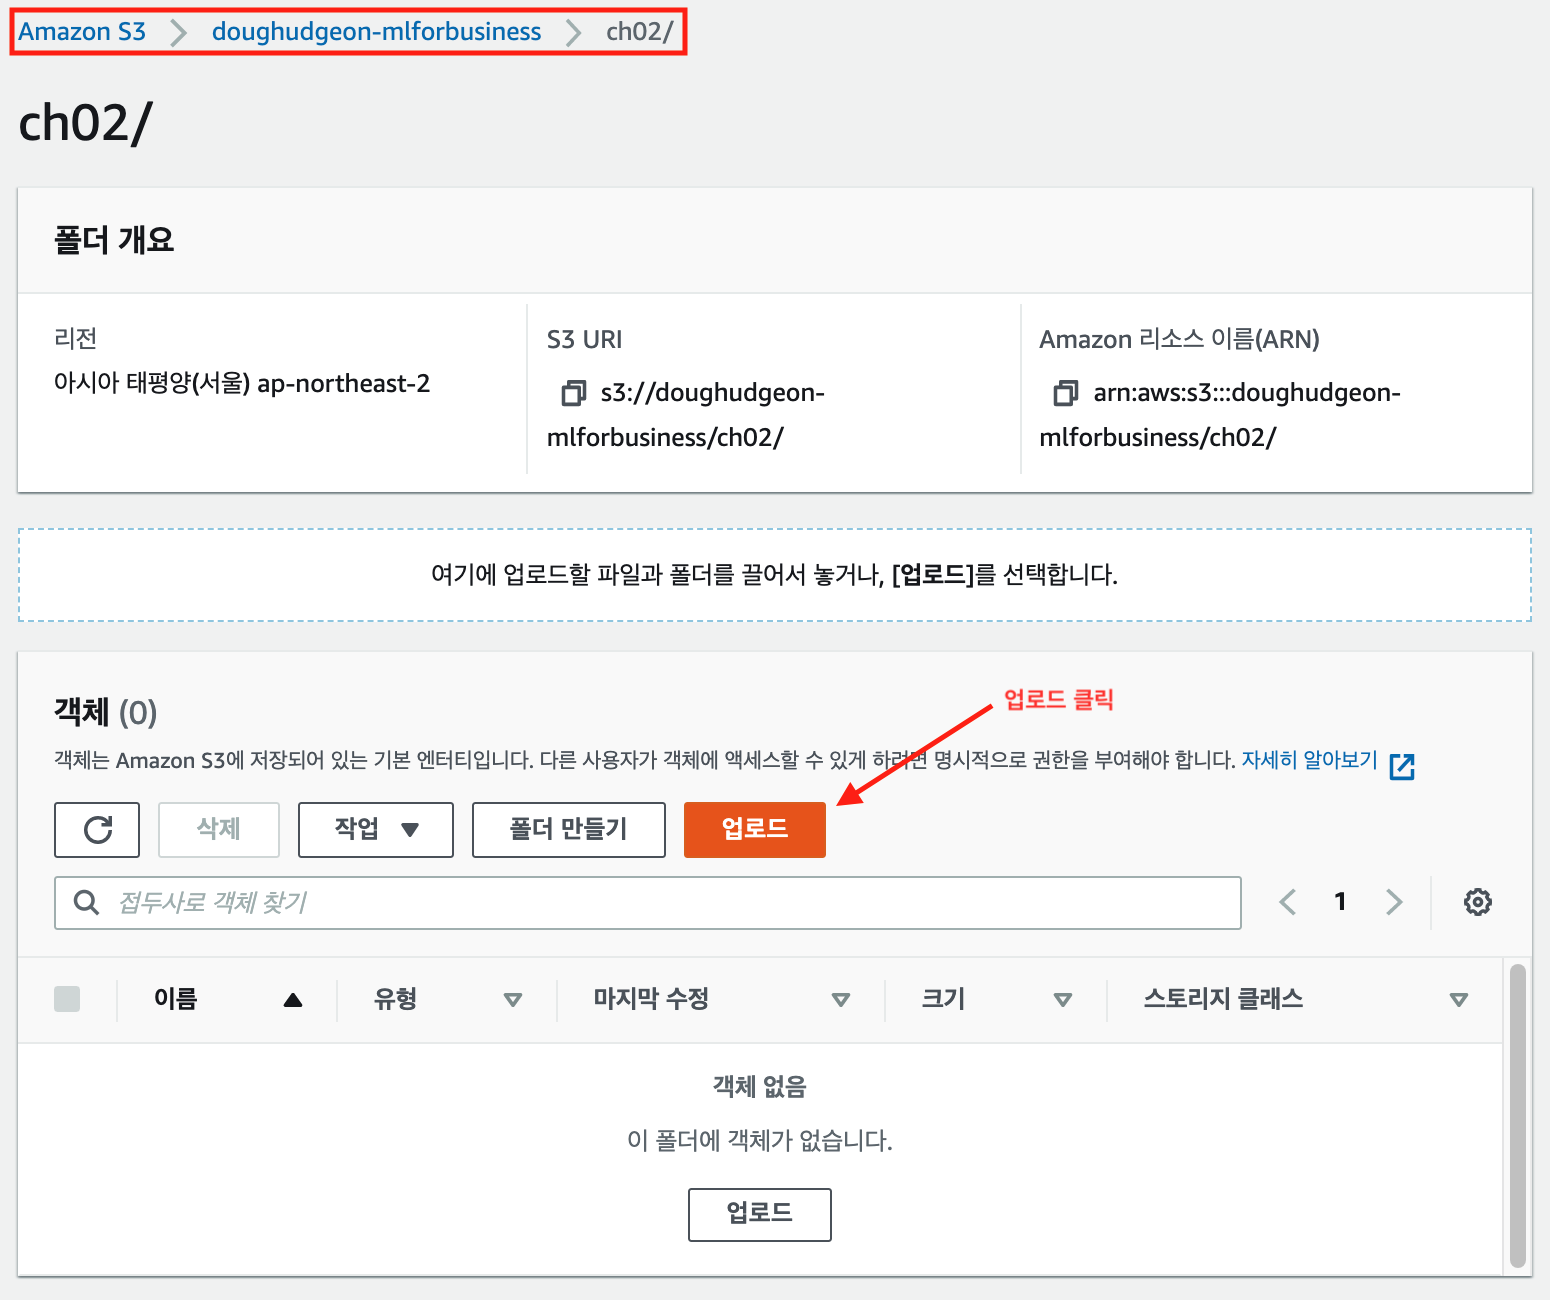 Amazon S3 > doughudgeon-mlforbusiness > ch02/
ch02/
폴더 개요
리전
아시아 태평양(서울) ap-northeast-2
S3 URI
s3://doughudgeon-
mlforbusiness/ch02/
Amazon 리소스 이름(ARN)
arn:aws:s3:::doughudgeon-
mlforbusiness/ch02/
여기에 업로드할 파일과 폴더를 끌어서 놓거나, [업로드]를 선택합니다.
객체 (0)
업로드 클릭
객체는 Amazon S3에 저장되어 있는 기본 엔터티입니다. 다른 사용자가 객체에 액세스할 수 있게 하려면 명시적으로 권한을 부여해야 합니다. 자세히 알아보기
삭제 작업 폴더 만들기 업로드
접두사로 객체 찾기 1
이름 유형 마지막 수정 크기 스토리지 클래스
객체 없음
이 폴더에 객체가 없습니다.
업로드